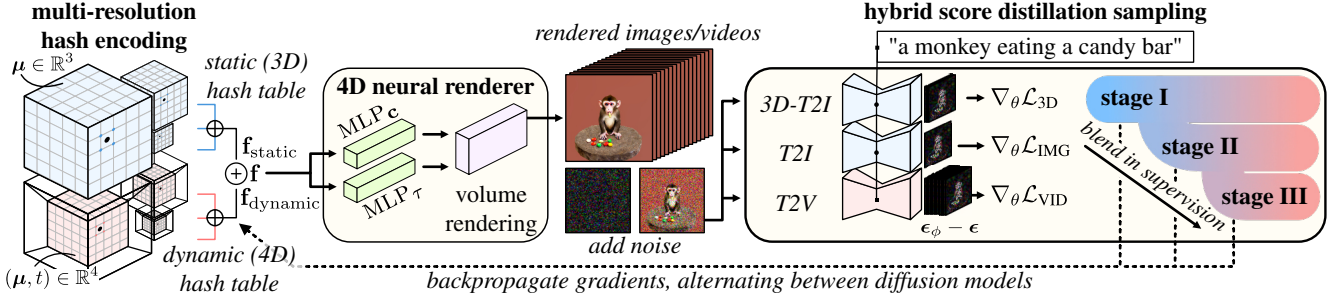 multi-resolution
hash encoding
μ ∈ ℝ³
(μ, t) ∈ ℝ⁴
static (3D)
hash table
f_static
f
f_dynamic
dynamic (4D)
hash table
4D neural renderer
MLP_c
MLP_τ
volume
rendering
rendered images/videos
add noise
hybrid score distillation sampling
"a monkey eating a candy bar"
3D-T2I
∇θℒ3D
T2I
∇θℒIMG
T2V
∇θℒVID
ϵϕ − ϵ
stage I
stage II
stage III
blend in supervision
backpropagate gradients, alternating between diffusion models